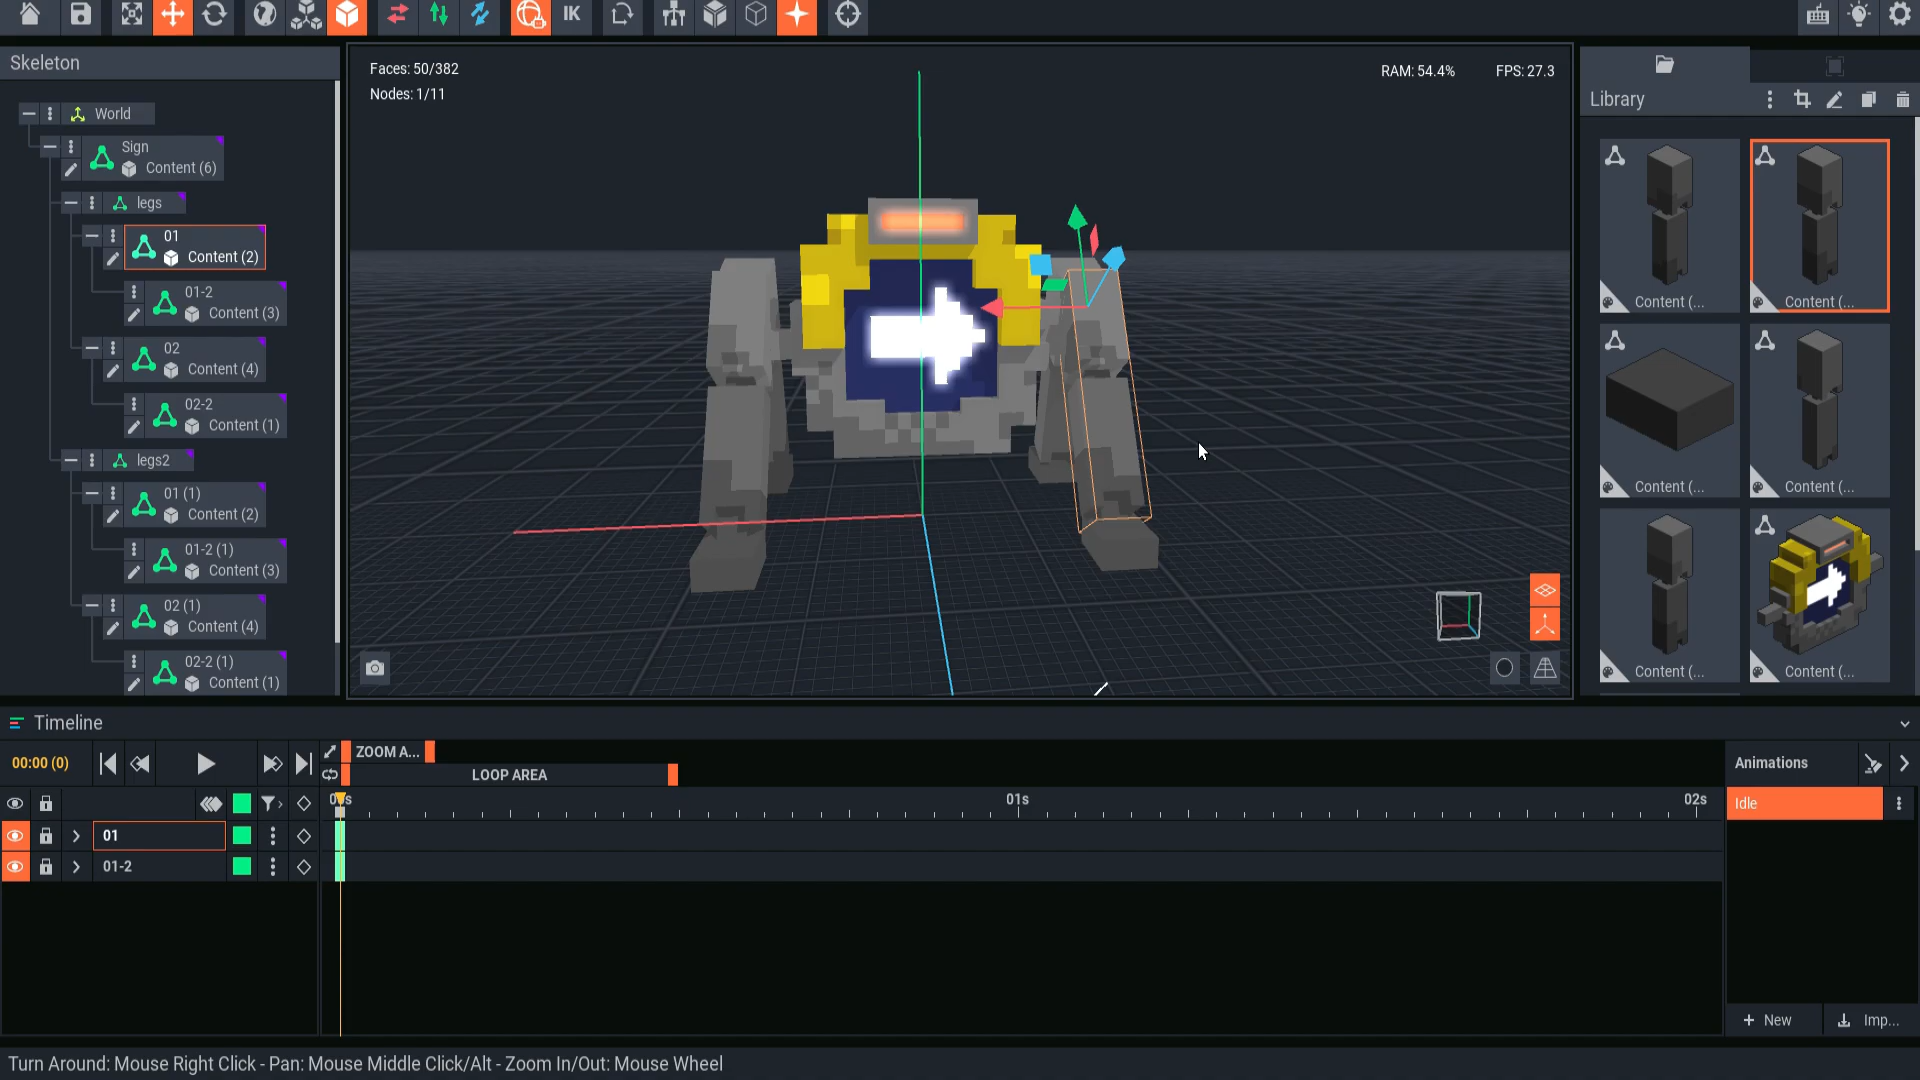 IK
Skeleton
World
Sign
Content (6)
legs
01
Content (2)
01-2
Content (3)
02
Content (4)
02-2
Content (1)
legs2
01 (1)
Content (2)
01-2 (1)
Content (3)
02 (1)
Content (4)
02-2 (1)
Content (1)
Faces: 50/382
Nodes: 1/11
RAM: 54.4%
FPS: 27.3
Library
Content (...
Content (...
Content (...
Content (...
Content (...
Content (...
Timeline
00:00 (0)
ZOOM A...
LOOP AREA
01s
02s
01
01-2
Animations
Idle
+ New
Imp...
Turn Around: Mouse Right Click - Pan: Mouse Middle Click/Alt - Zoom In/Out: Mouse Wheel